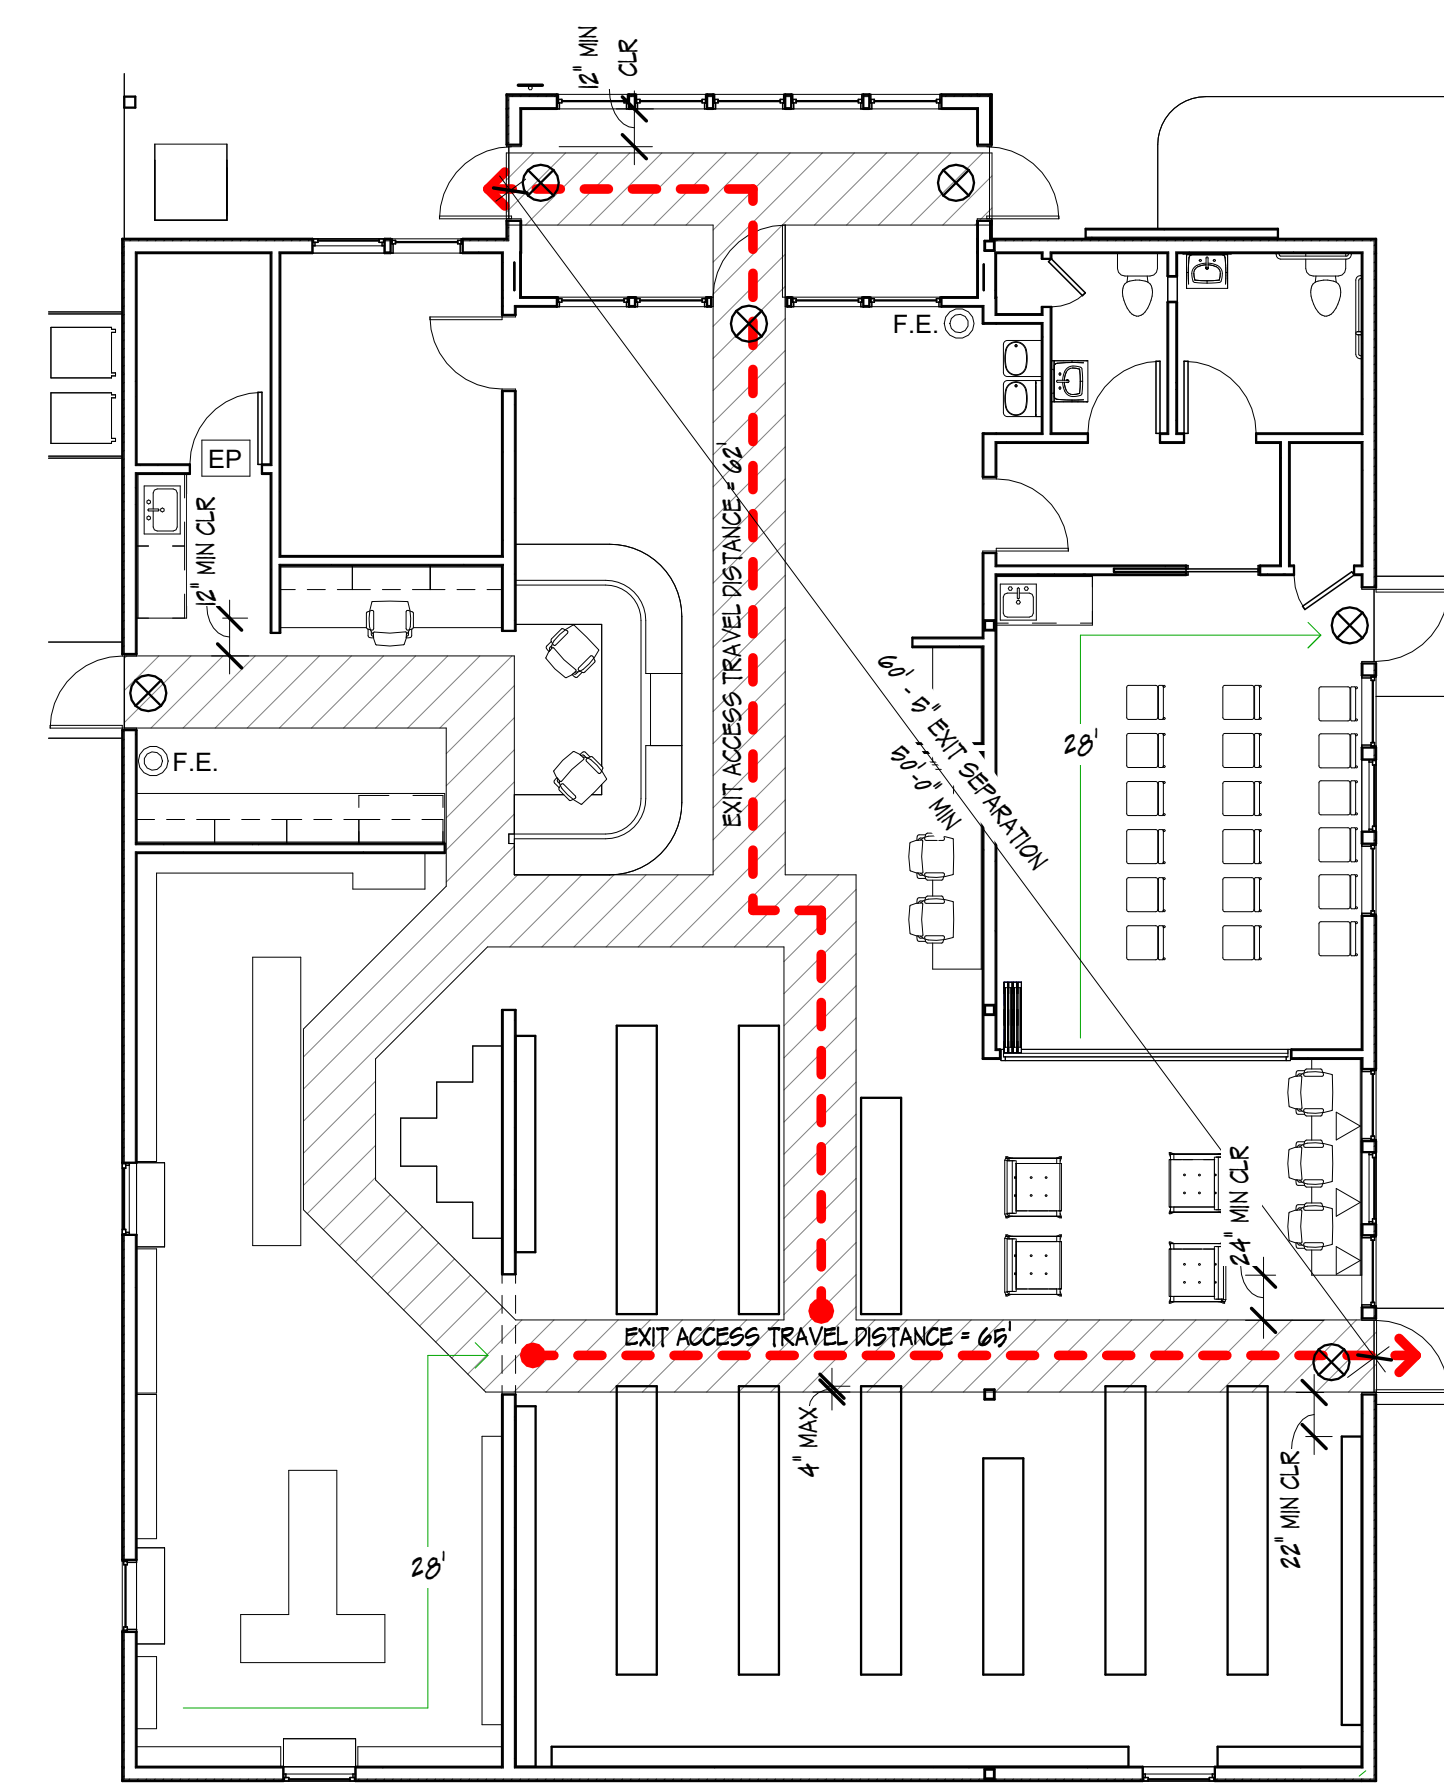 12" MIN
CLR
F.E.
EP
12" MIN CLR
EXIT ACCESS TRAVEL DISTANCE = 62'
60' - 5" EXIT SEPARATION
50'-0" MIN
28'
F.E.
24" MIN CLR
EXIT ACCESS TRAVEL DISTANCE = 65'
4" MAX
22" MIN CLR
28'